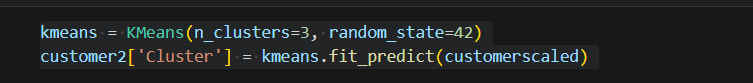 kmeans = KMeans(n_clusters=3, random_state=42)
customer2['Cluster'] = kmeans.fit_predict(customerscaled)